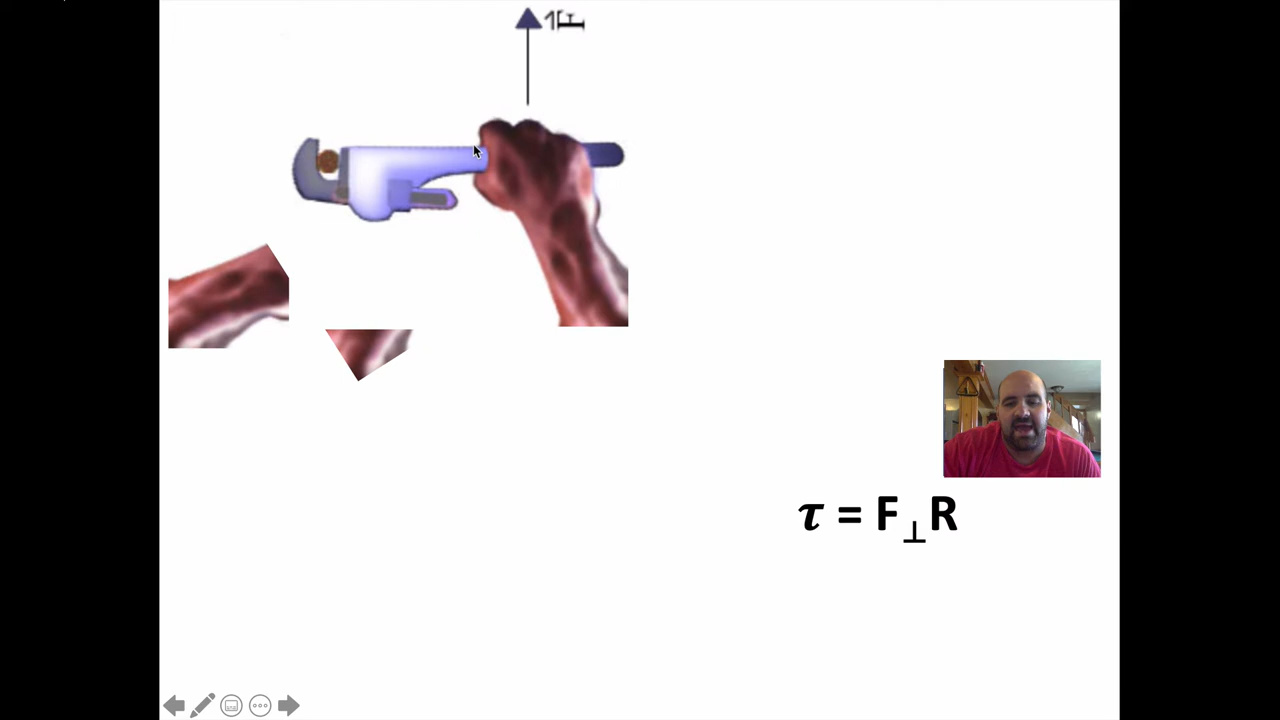 τ = F⊥R